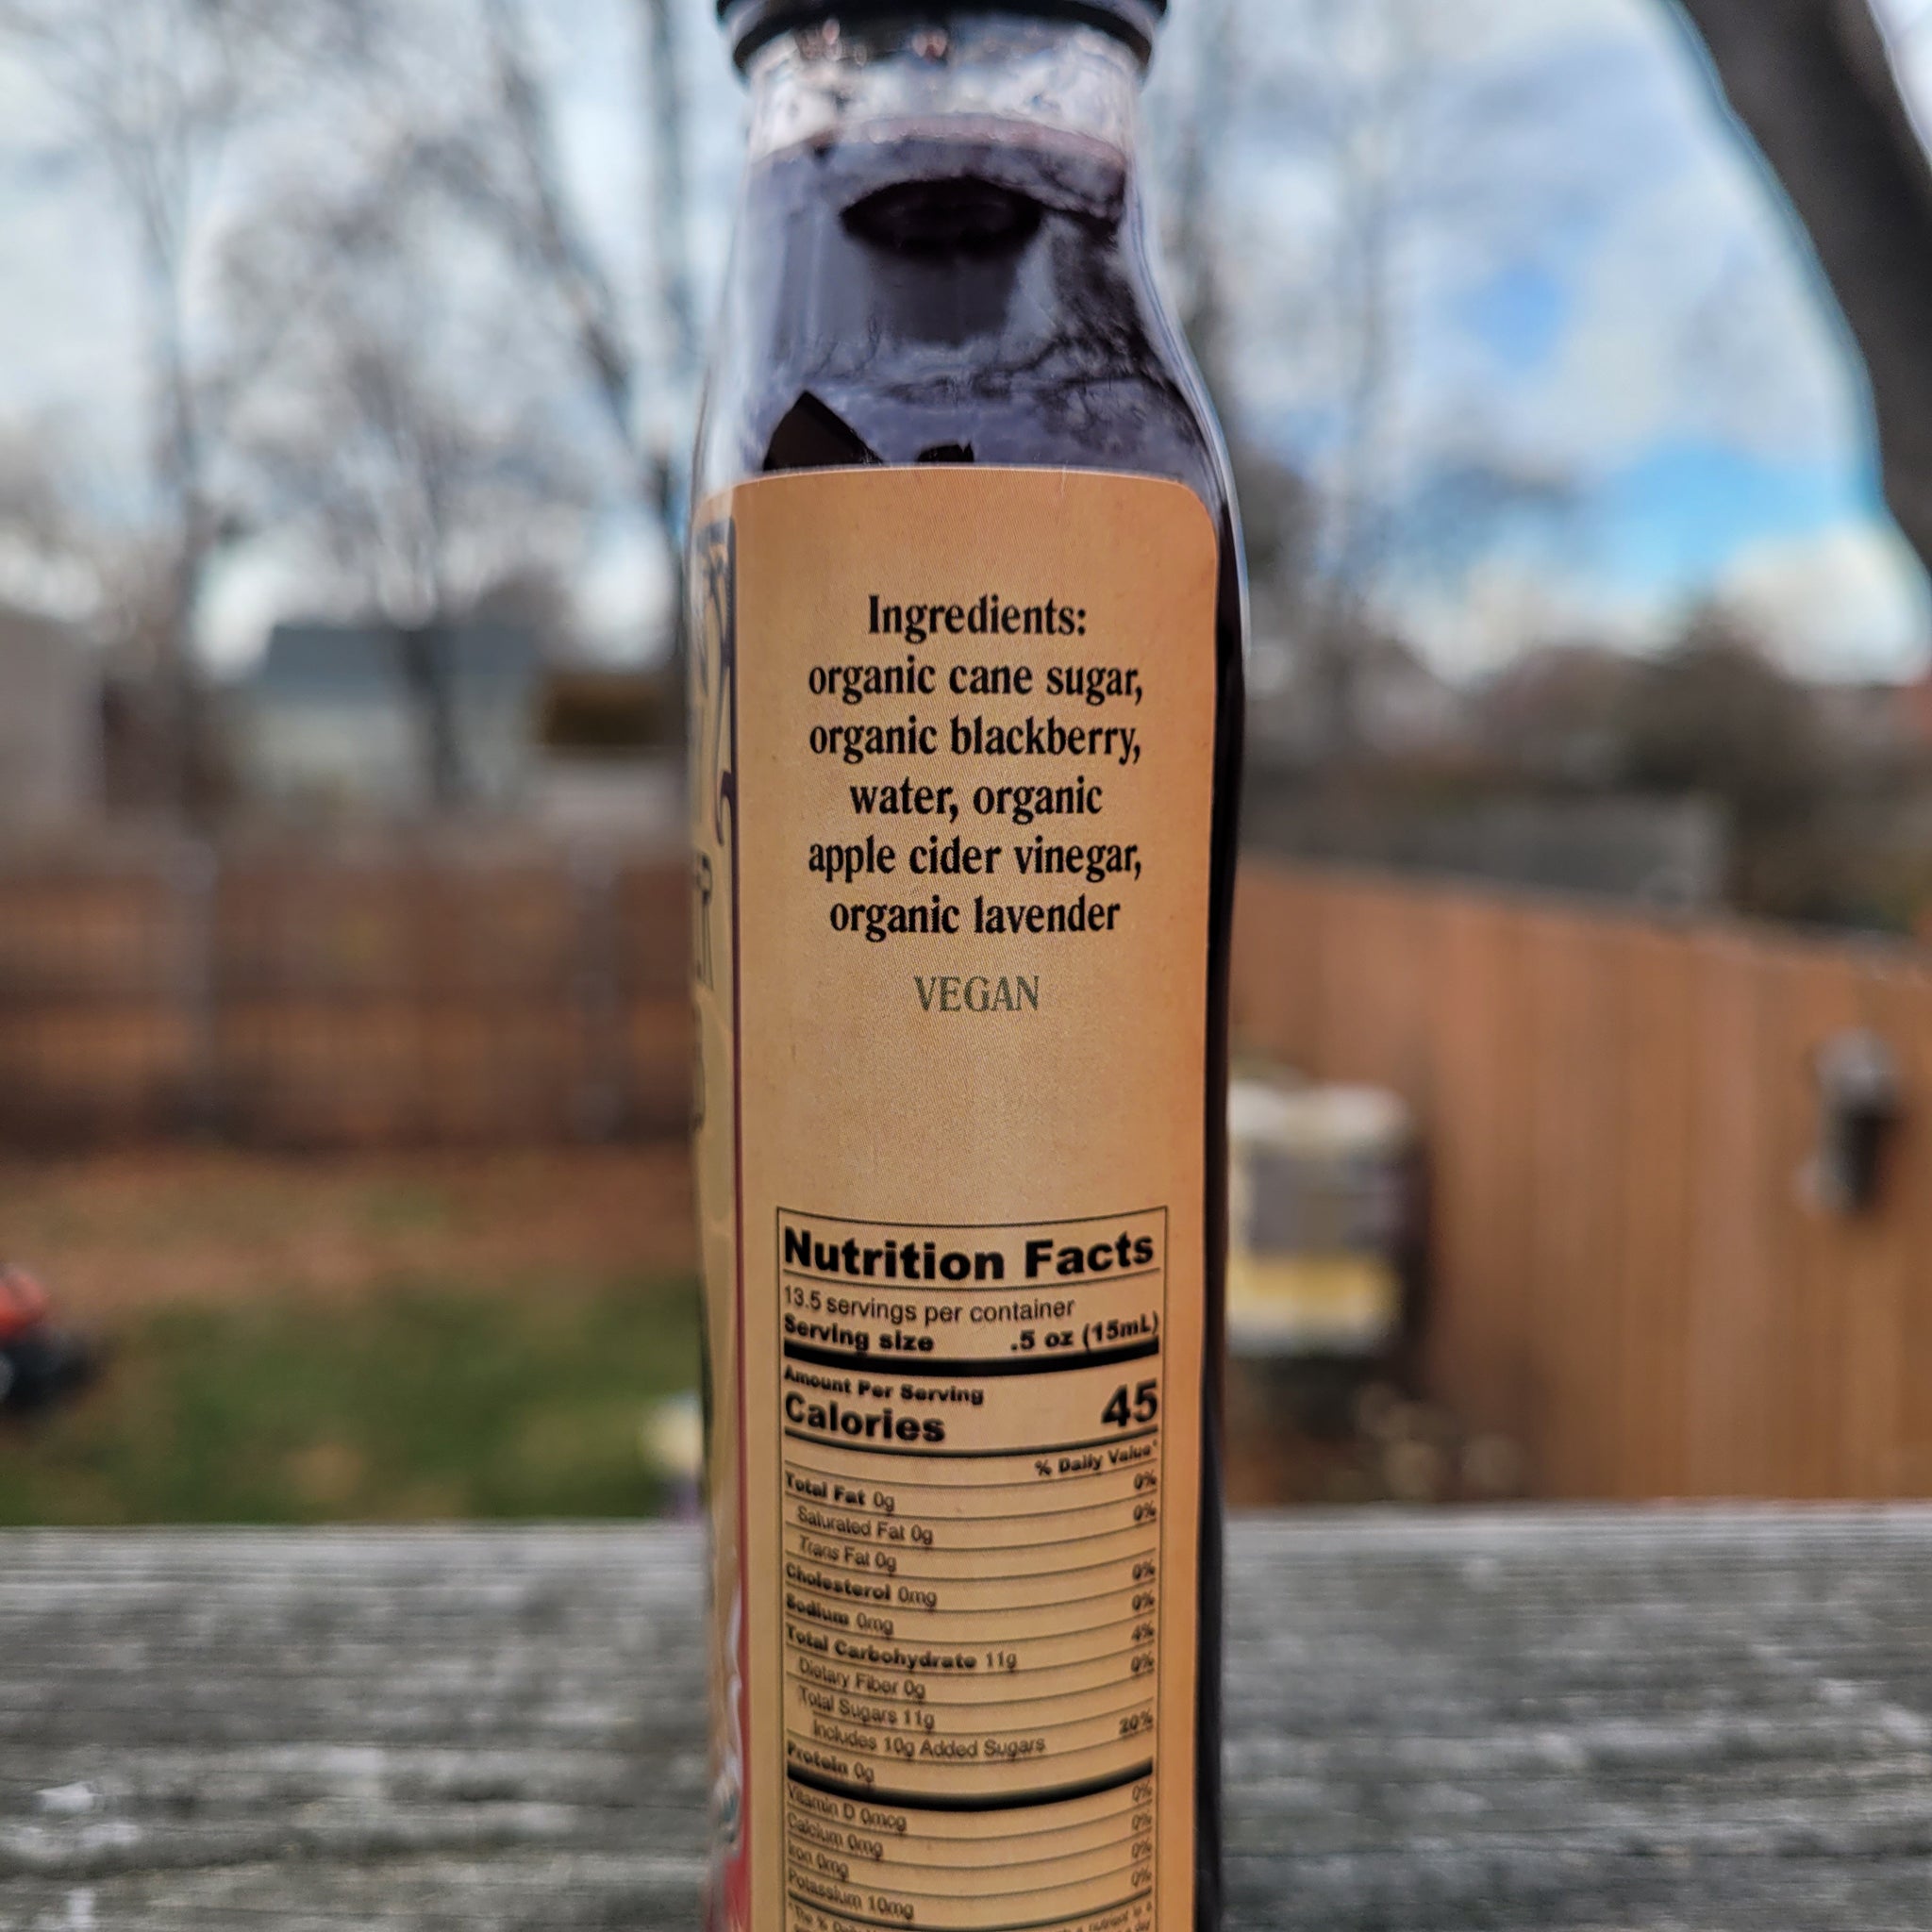 Ingredients:
organic cane sugar,
organic blackberry,
water, organic
apple cider vinegar,
organic lavender
VEGAN
Nutrition Facts
13.5 servings per container
Serving size .5 oz (15mL)
Amount Per Serving
Calories 45
% Daily Value*
Total Fat 0g 0%
Saturated Fat 0g 0%
Trans Fat 0g
Cholesterol 0mg 0%
Sodium 0mg 0%
Total Carbohydrate 11g 4%
Dietary Fiber 0g 0%
Total Sugars 11g
Includes 10g Added Sugars 20%
Protein 0g
Vitamin D 0mcg 0%
Calcium 0mg 0%
Iron 0mg 0%
Potassium 10mg 0%